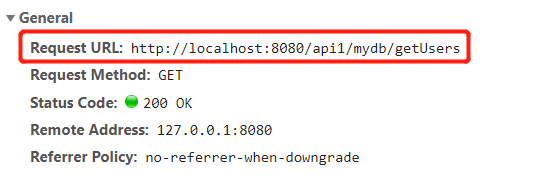 General
Request URL: http://localhost:8080/api1/mydb/getUsers
Request Method: GET
Status Code: 200 OK
Remote Address: 127.0.0.1:8080
Referrer Policy: no-referrer-when-downgrade